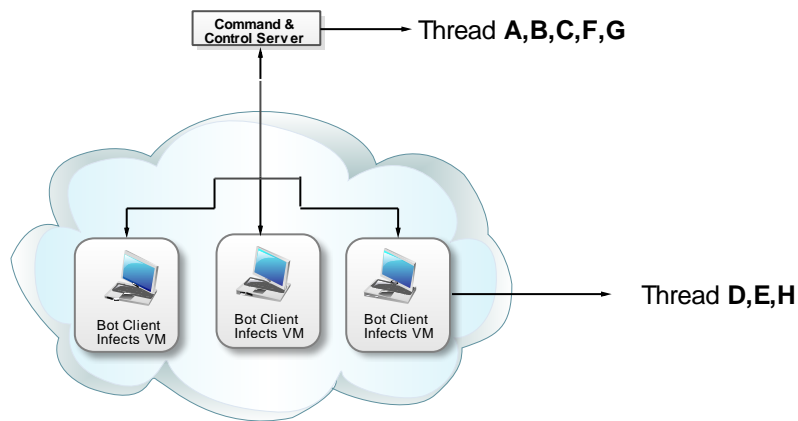 Command &
Control Server
Thread A,B,C,F,G
Bot Client
Infects VM
Bot Client
Infects VM
Bot Client
Infects VM
Thread D,E,H